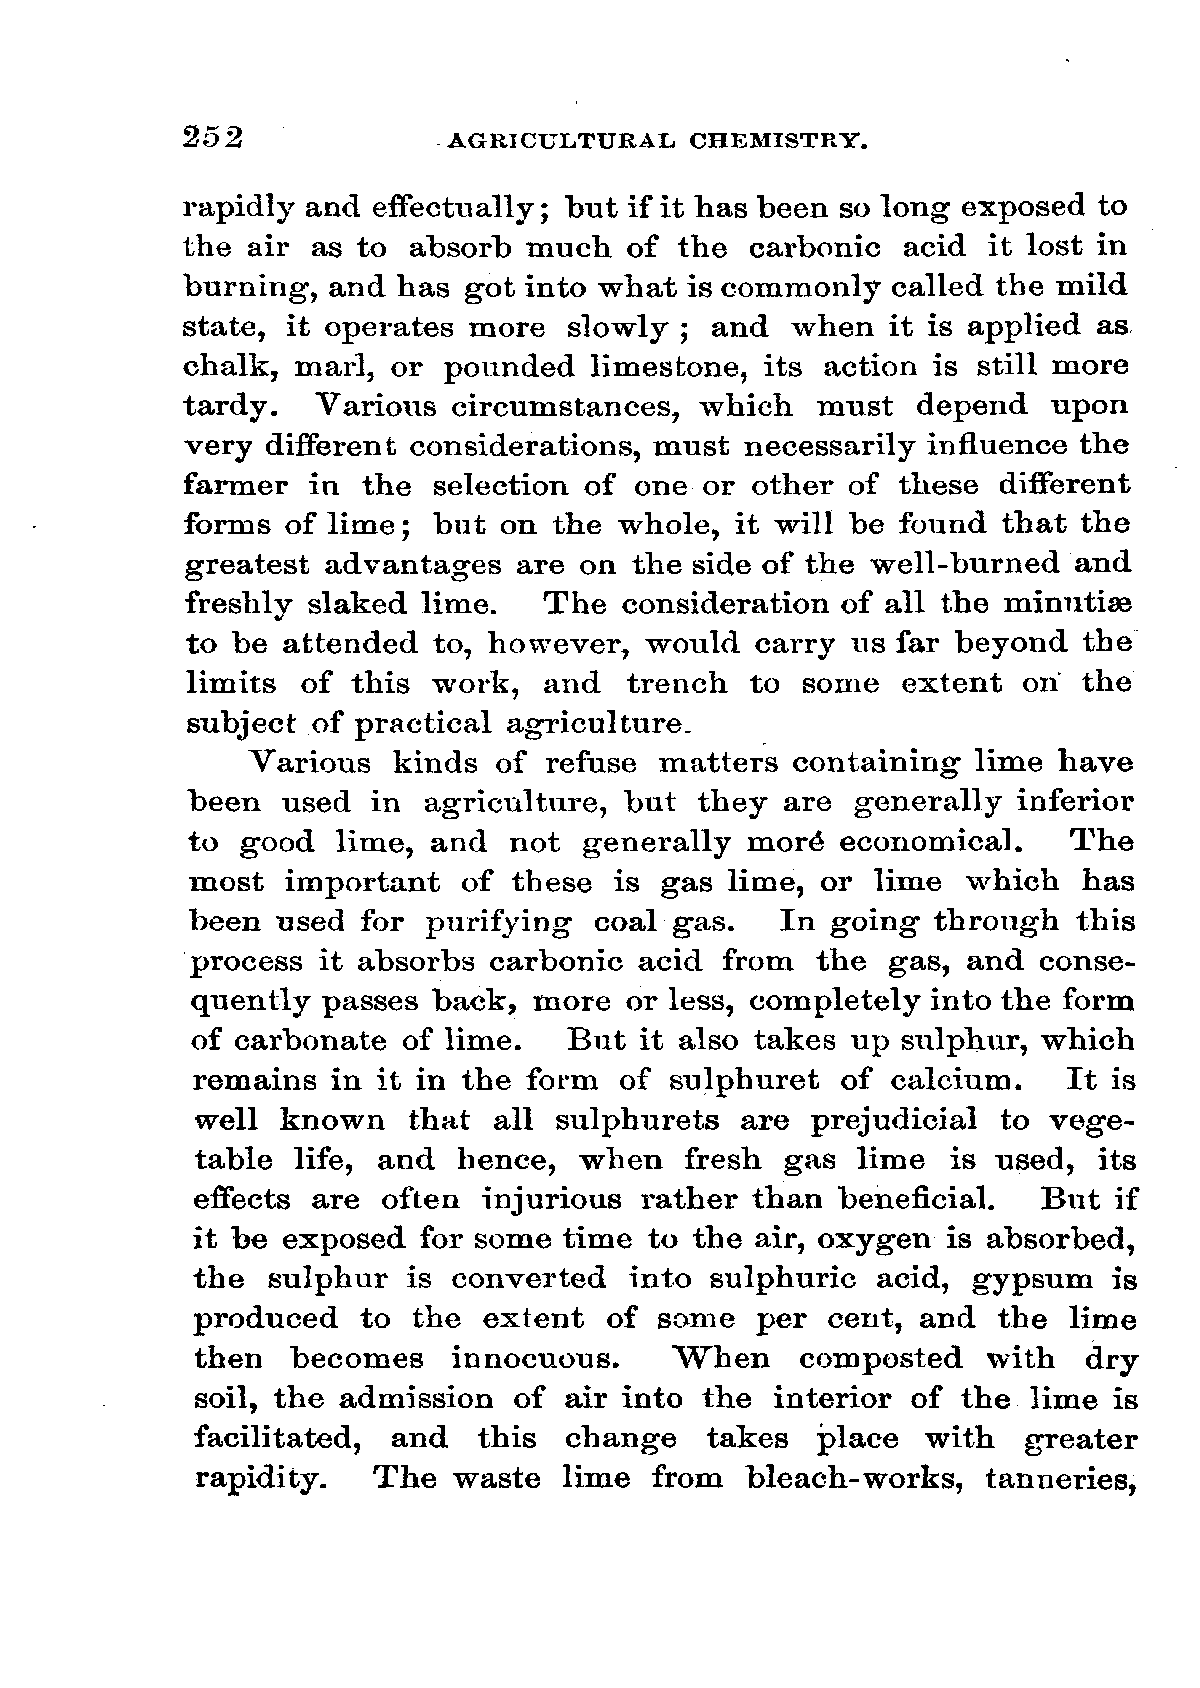 252 AGRICULTURAL CHEMISTRY.
rapidly and effectually; but if it has been so long exposed to
the air as to absorb much of the carbonic acid it lost in
burning, and has got into what is commonly called the mild
state, it operates more slowly ; and when it is applied as
chalk, marl, or pounded limestone, its action is still more
tardy. Various circumstances, which must depend upon
very different considerations, must necessarily influence the
farmer in the selection of one or other of these different
forms of lime; but on the whole, it will be found that the
greatest advantages are on the side of the well-burned and
freshly slaked lime. The consideration of all the minutiæ
to be attended to, however, would carry us far beyond the
limits of this work, and trench to some extent on the
subject of practical agriculture.
Various kinds of refuse matters containing lime have
been used in agriculture, but they are generally inferior
to good lime, and not generally more economical. The
most important of these is gas lime, or lime which has
been used for purifying coal gas. In going through this
process it absorbs carbonic acid from the gas, and conse-
quently passes back, more or less, completely into the form
of carbonate of lime. But it also takes up sulphur, which
remains in it in the form of sulphuret of calcium. It is
well known that all sulphurets are prejudicial to vege-
table life, and hence, when fresh gas lime is used, its
effects are often injurious rather than beneficial. But if
it be exposed for some time to the air, oxygen is absorbed,
the sulphur is converted into sulphuric acid, gypsum is
produced to the extent of some per cent, and the lime
then becomes innocuous. When composted with dry
soil, the admission of air into the interior of the lime is
facilitated, and this change takes place with greater
rapidity. The waste lime from bleach-works, tanneries,